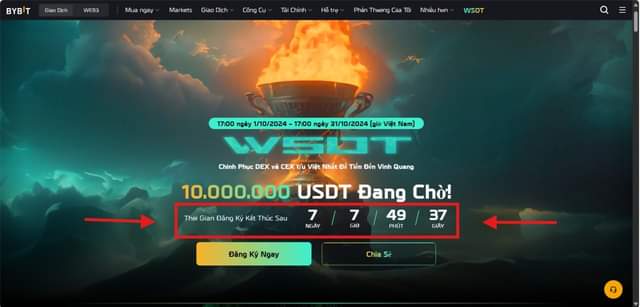 BYBIT Giao Dịch WEB3 Mua ngay Markets Giao Dịch Công Cụ Tài Chính Hỗ trợ Phần Thưởng Của Tôi Nhiều hơn WSOT
17:00 ngày 1/10/2024 – 17:00 ngày 31/10/2024 (giờ Việt Nam)
WSOT
Chinh Phục DEX và CEX Ưu Việt Nhất Để Tiến Đến Vinh Quang
10.000.000 USDT Đang Chờ!
Thời Gian Đăng Ký Kết Thúc Sau 7 / 7 / 49 / 37
NGÀY GIỜ PHÚT GIÂY
Đăng Ký Ngay Chia Sẻ